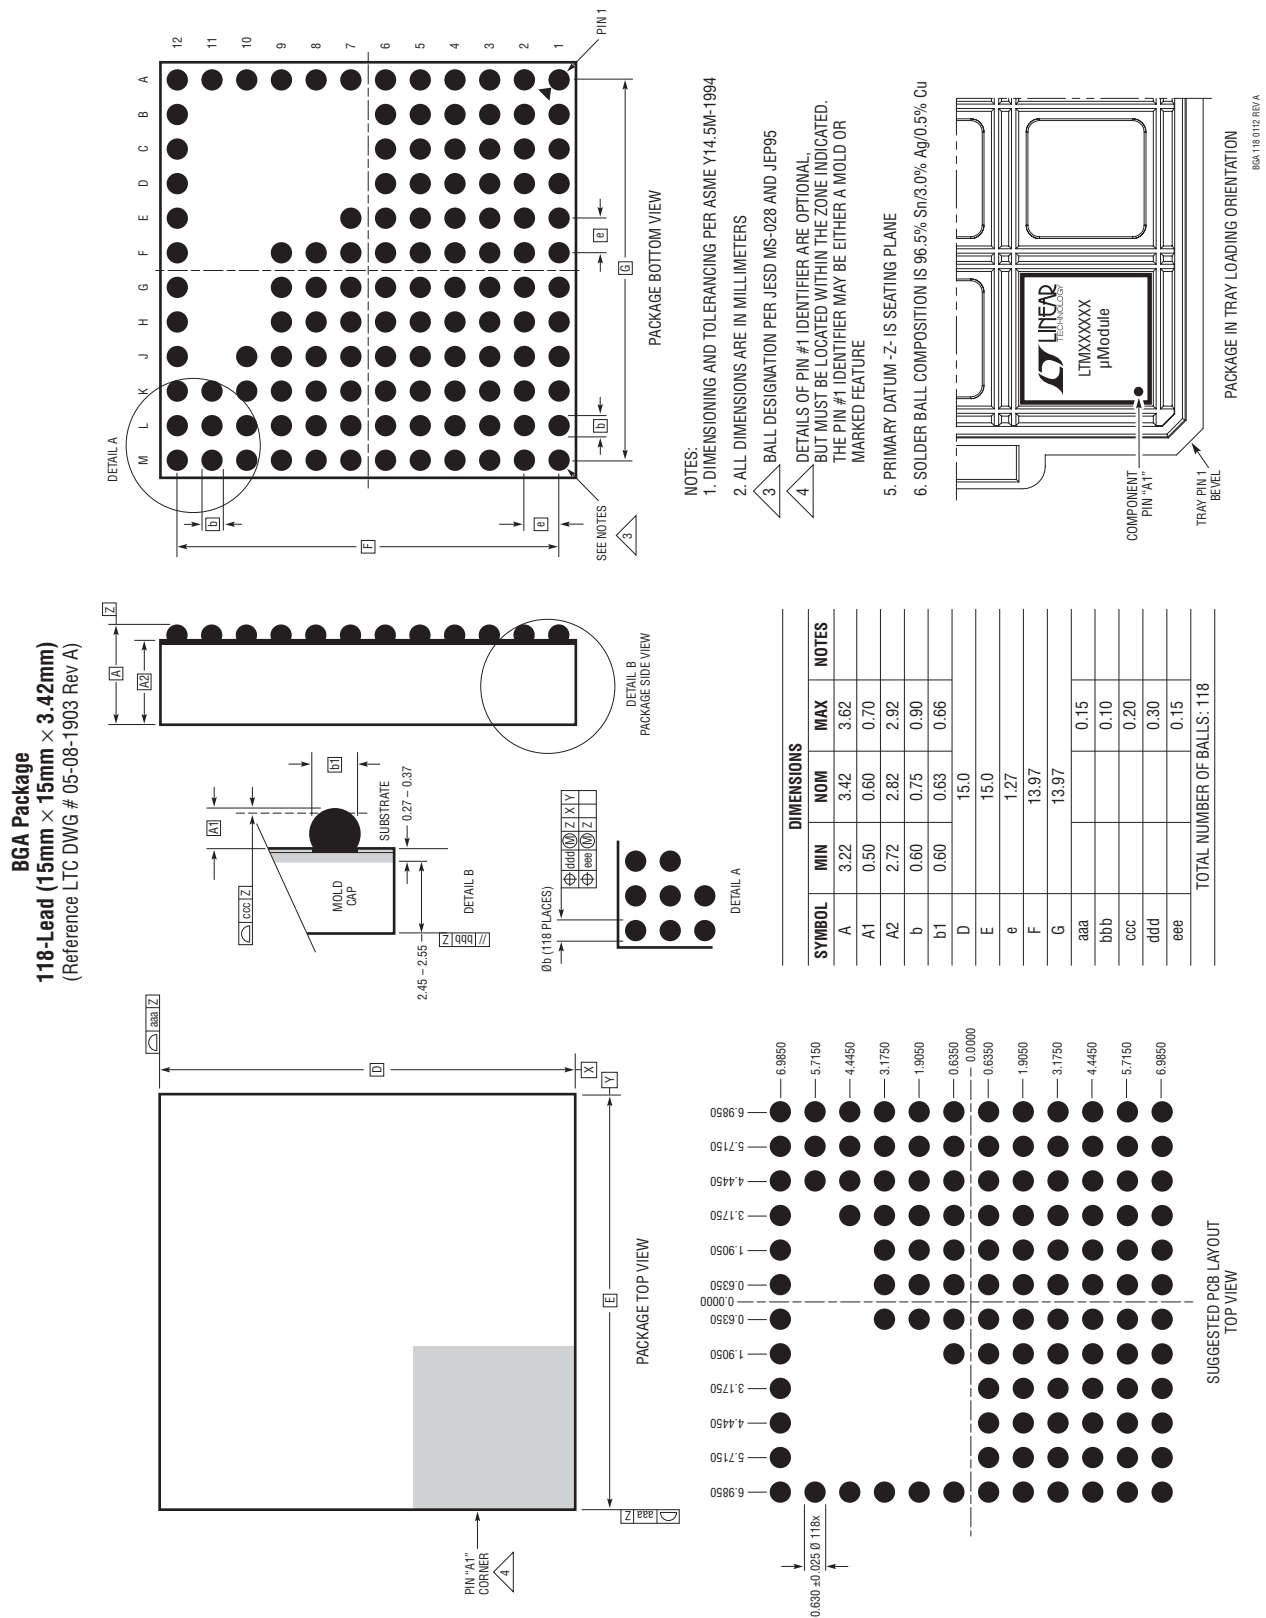 BGA Package
118-Lead (15mm × 15mm × 3.42mm)
(Reference LTC DWG # 05-08-1903 Rev A)
aaa Z
D
X
Y
E
PACKAGE TOP VIEW
PIN “A1”
CORNER
4
aaa Z
A1
ccc Z
b1
MOLD
CAP
SUBSTRATE
0.27 – 0.37
2.45 – 2.55
// bbb Z
DETAIL B
Øb (118 PLACES)
ddd M Z X Y
eee M Z
DETAIL A
A
A2
Z
DETAIL B
PACKAGE SIDE VIEW
DETAIL A
M L K J H G F E D C B A
12
11
10
9
8
7
6
5
4
3
2
1
PIN 1
b
F
e
b
e
G
SEE NOTES
3
PACKAGE BOTTOM VIEW
6.9850
5.7150
4.4450
3.1750
1.9050
0.6350
0.0000
0.6350
1.9050
3.1750
4.4450
5.7150
6.9850
6.9850
5.7150
4.4450
3.1750
1.9050
0.6350
0.0000
0.6350
1.9050
3.1750
4.4450
5.7150
6.9850
0.630 ±0.025 Ø 118x
SUGGESTED PCB LAYOUT
TOP VIEW
DIMENSIONS
SYMBOL MIN NOM MAX NOTES
A 3.22 3.42 3.62
A1 0.50 0.60 0.70
A2 2.72 2.82 2.92
b 0.60 0.75 0.90
b1 0.60 0.63 0.66
D 15.0
E 15.0
e 1.27
F 13.97
G 13.97
aaa 0.15
bbb 0.10
ccc 0.20
ddd 0.30
eee 0.15
TOTAL NUMBER OF BALLS: 118
NOTES:
1. DIMENSIONING AND TOLERANCING PER ASME Y14.5M-1994
2. ALL DIMENSIONS ARE IN MILLIMETERS
3 BALL DESIGNATION PER JESD MS-028 AND JEP95
4 DETAILS OF PIN #1 IDENTIFIER ARE OPTIONAL,
BUT MUST BE LOCATED WITHIN THE ZONE INDICATED.
THE PIN #1 IDENTIFIER MAY BE EITHER A MOLD OR
MARKED FEATURE
5. PRIMARY DATUM -Z- IS SEATING PLANE
6. SOLDER BALL COMPOSITION IS 96.5% Sn/3.0% Ag/0.5% Cu
LINEAR
TECHNOLOGY
LTMXXXXXX
µModule
COMPONENT
PIN “A1”
TRAY PIN 1
BEVEL
PACKAGE IN TRAY LOADING ORIENTATION
BGA 118 0112 REV A